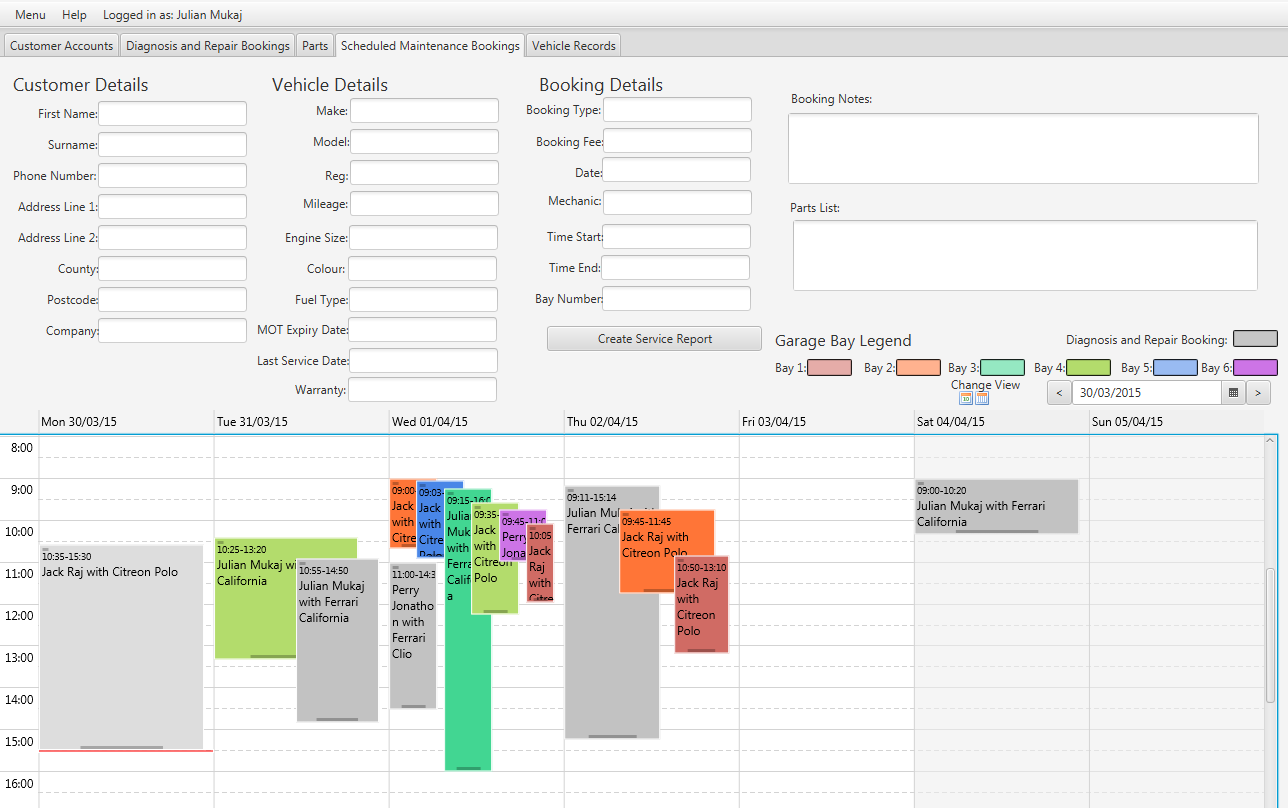 Menu Help Logged in as: Julian Mukaj
Customer Accounts Diagnosis and Repair Bookings Parts Scheduled Maintenance Bookings Vehicle Records
Customer Details
First Name:
Surname:
Phone Number:
Address Line 1:
Address Line 2:
County:
Postcode:
Company:
Vehicle Details
Make:
Model:
Reg:
Mileage:
Engine Size:
Colour:
Fuel Type:
MOT Expiry Date:
Last Service Date:
Warranty:
Booking Details
Booking Type:
Booking Fee:
Date:
Mechanic:
Time Start:
Time End:
Bay Number:
Create Service Report
Booking Notes:
Parts List:
Garage Bay Legend
Diagnosis and Repair Booking:
Bay 1: Bay 2: Bay 3: Bay 4: Bay 5: Bay 6:
Change View
< 30/03/2015 >
Mon 30/03/15 Tue 31/03/15 Wed 01/04/15 Thu 02/04/15 Fri 03/04/15 Sat 04/04/15 Sun 05/04/15
8:00
9:00
10:00
11:00
12:00
13:00
14:00
15:00
16:00
10:35-15:30
Jack Raj with Citreon Polo
10:25-13:20
Julian Mukaj w
California
10:55-14:50
Julian Mukaj
with Ferrari
California
09:00-
Jack
with
Citre
09:03-
Jack
with
Citre
Polo
11:00-14:3
Perry
Jonatho
n with
Ferrari
Clio
09:15-16:0
Julian
Muk
with
Ferra
Calif
a
09:35-
Jack
with
Citreon
Polo
09:45-11:0
Perry
Jona
10:05
Jack
Raj
with
Citre
09:11-15:14
Julian Mu
Ferrari Ca
09:45-11:45
Jack Raj with
Citreon Polo
10:50-13:10
Jack Raj
with
Citreon
Polo
09:00-10:20
Julian Mukaj with Ferrari
California